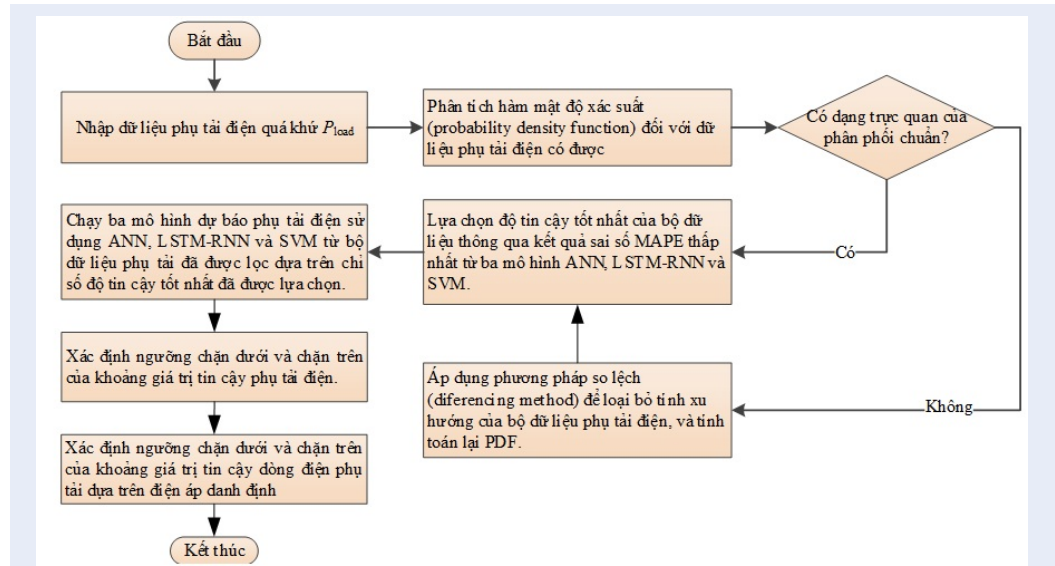 Bắt đầu
Nhập dữ liệu phụ tải điện quá khứ Pload
Phân tích hàm mật độ xác suất
(probability density function) đối với dữ
liệu phụ tải điện có được
Có dạng trực quan của
phân phối chuẩn?
Có
Không
Áp dụng phương pháp so lệch
(diferencing method) để loại bỏ tính xu
hướng của bộ dữ liệu phụ tải điện, và tính
toán lại PDF.
Lựa chọn độ tin cậy tốt nhất của bộ dữ
liệu thông qua kết quả sai số MAPE thấp
nhất từ ba mô hình ANN, LSTM-RNN và
SVM.
Chạy ba mô hình dự báo phụ tải điện sử
dụng ANN, LSTM-RNN và SVM từ bộ
dữ liệu phụ tải đã được lọc dựa trên chỉ
số độ tin cậy tốt nhất đã được lựa chọn.
Xác định ngưỡng chặn dưới và chặn trên
của khoảng giá trị tin cậy phụ tải điện.
Xác định ngưỡng chặn dưới và chặn trên
của khoảng giá trị tin cậy dòng điện phụ
tải dựa trên điện áp danh định
Kết thúc